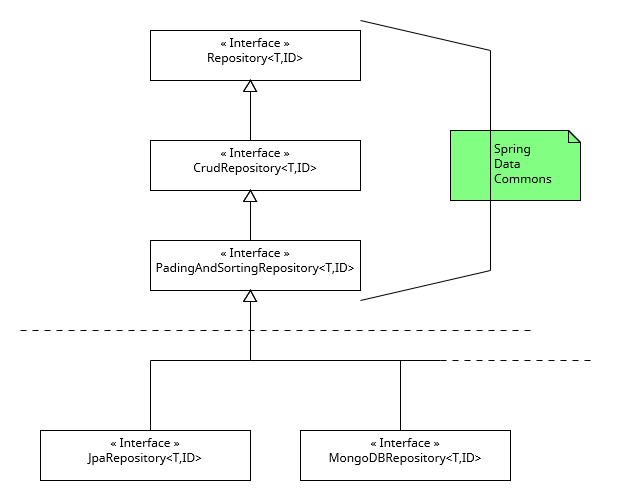 « Interface »
Repository<T,ID>
« Interface »
CrudRepository<T,ID>
Spring
Data
Commons
« Interface »
PadingAndSortingRepository<T,ID>
« Interface »
JpaRepository<T,ID>
« Interface »
MongoDBRepository<T,ID>